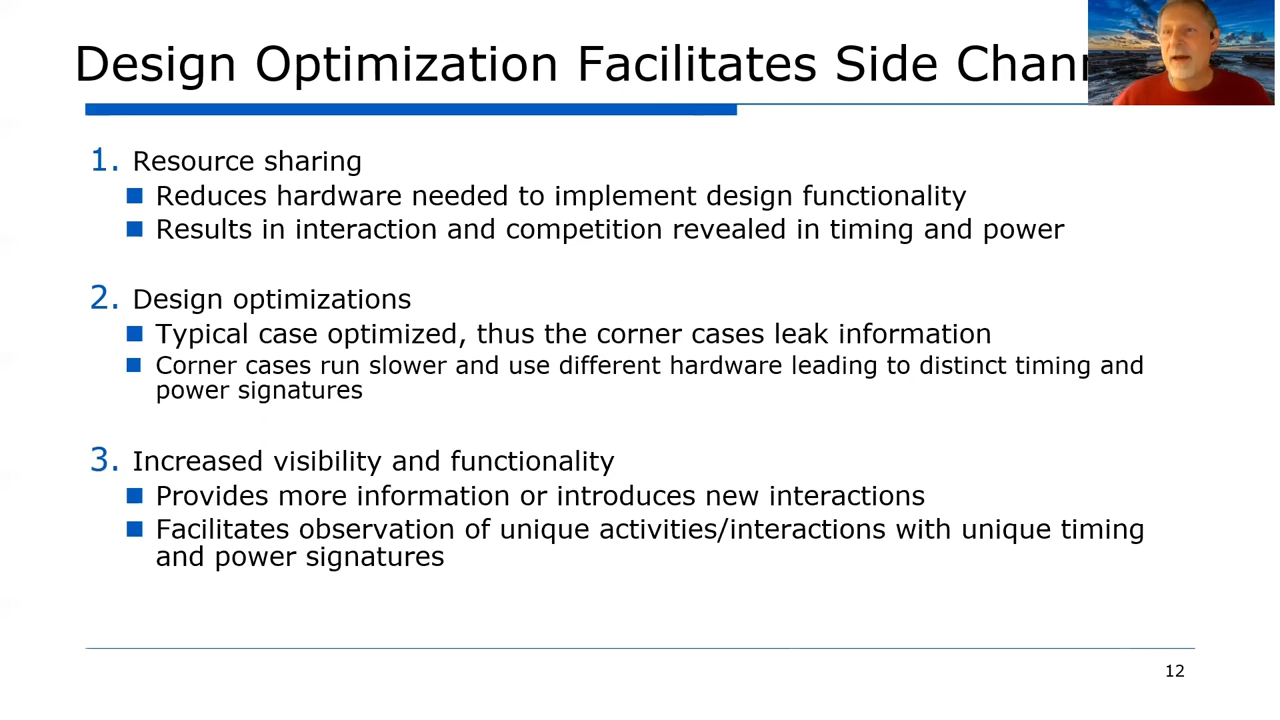 Design Optimization Facilitates Side
1. Resource sharing
Reduces hardware needed to implement design functionality
Results in interaction and competition revealed in timing and power
2. Design optimizations
Typical case optimized, thus the corner cases leak information
Corner cases run slower and use different hardware leading to distinct timing and
power signatures
3. Increased visibility and functionality
Provides more information or introduces new interactions
Facilitates observation of unique activities/interactions with unique timing
and power signatures
12